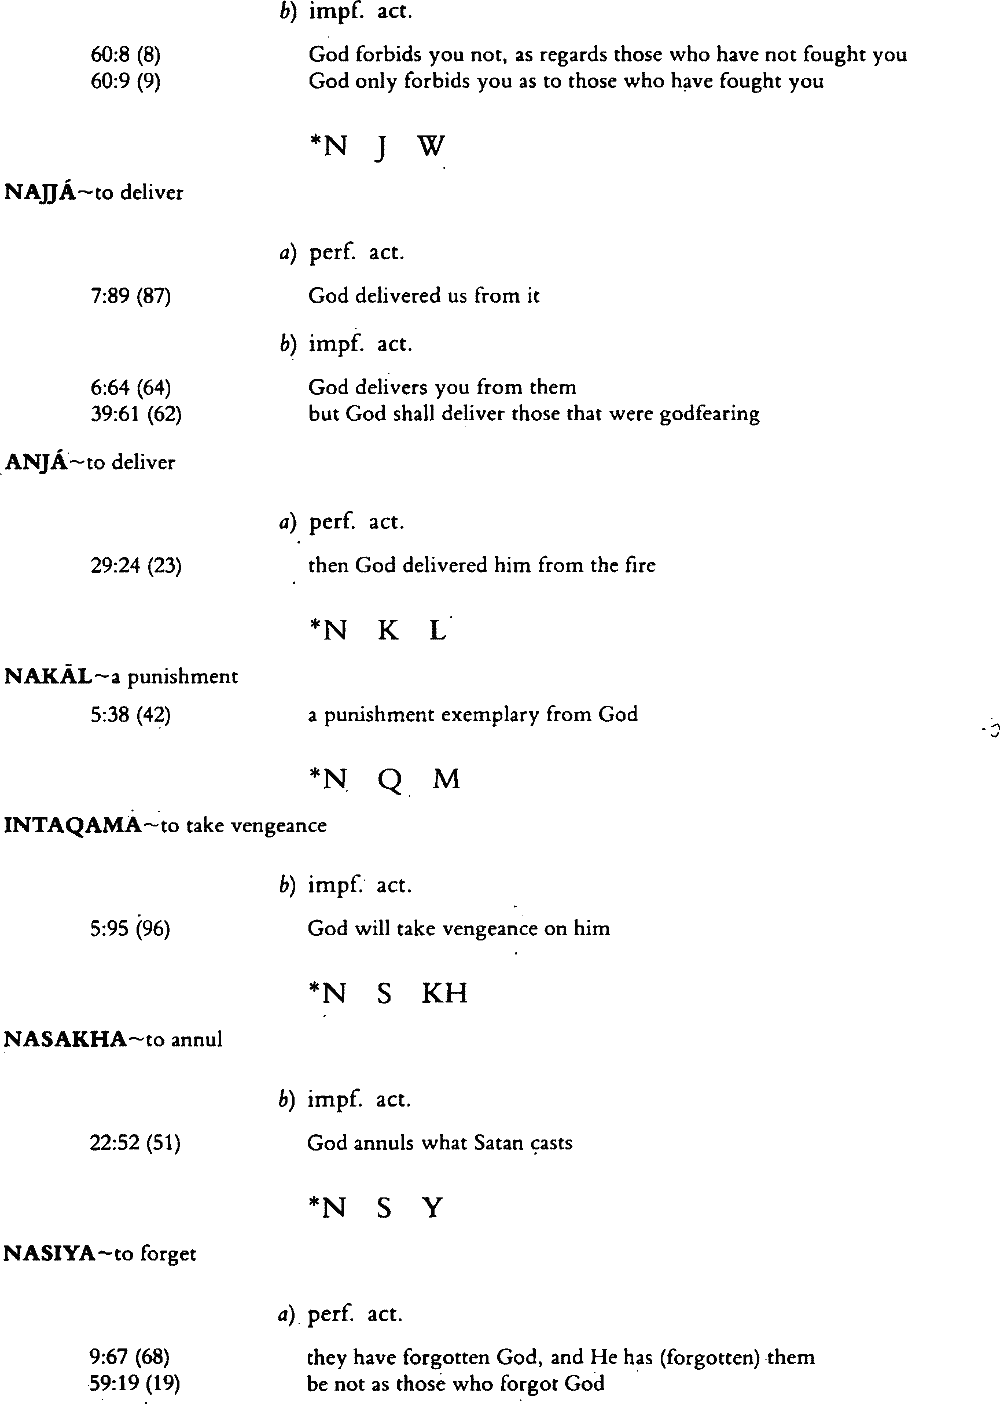 b) impf. act.
60:8 (8) God forbids you not, as regards those who have not fought you
60:9 (9) God only forbids you as to those who have fought you
*N J W
NAJJÁ~to deliver
a) perf. act.
7:89 (87) God delivered us from it
b) impf. act.
6:64 (64) God delivers you from them
39:61 (62) but God shall deliver those that were godfearing
ANJÁ~to deliver
a) perf. act.
29:24 (23) then God delivered him from the fire
*N K L
NAKĀL~a punishment
5:38 (42) a punishment exemplary from God
*N Q M
INTAQAMA~to take vengeance
b) impf. act.
5:95 (96) God will take vengeance on him
*N S KH
NASAKHA~to annul
b) impf. act.
22:52 (51) God annuls what Satan casts
*N S Y
NASIYA~to forget
a) perf. act.
9:67 (68) they have forgotten God, and He has (forgotten) them
59:19 (19) be not as those who forgot God